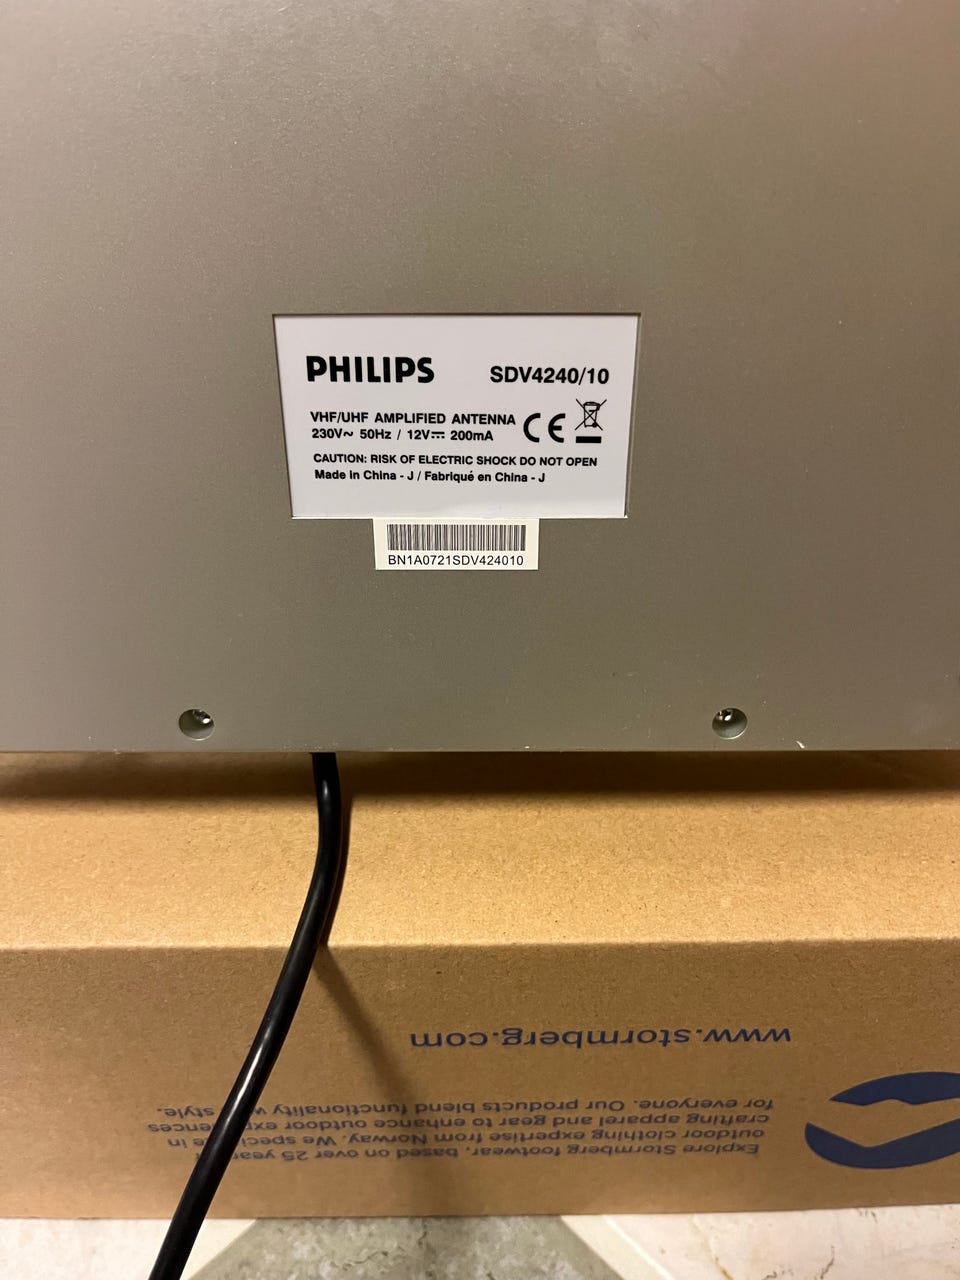 PHILIPS SDV4240/10
VHF/UHF AMPLIFIED ANTENNA
230V~ 50Hz / 12V⎓ 200mA
CE
CAUTION: RISK OF ELECTRIC SHOCK DO NOT OPEN
Made in China - J / Fabriqué en China - J
BN1A0721SDV424010
www.stormberg.com
Explore Stormberg footwear, based on over 25 year
outdoor clothing expertise from Norway. We specialise in
crafting apparel and gear to enhance outdoor experiences
for everyone. Our products blend functionality style.